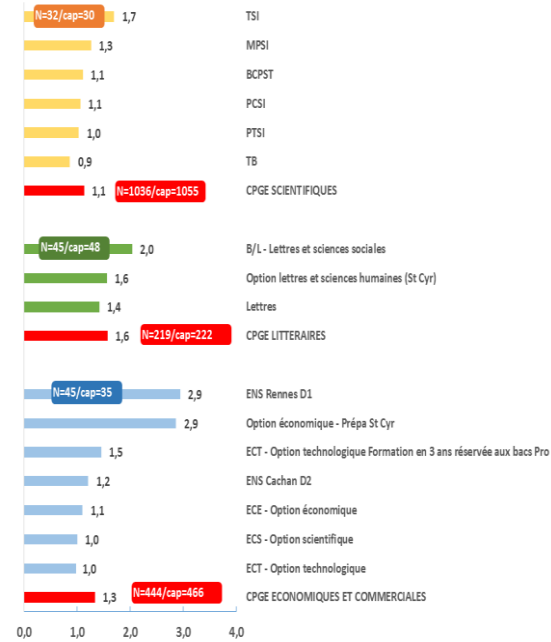 N=32/cap=30 1,7 TSI
1,3 MPSI
1,1 BCPST
1,1 PCSI
1,0 PTSI
0,9 TB
1,1 N=1036/cap=1055 CPGE SCIENTIFIQUES
N=45/cap=48 2,0 B/L - Lettres et sciences sociales
1,6 Option lettres et sciences humaines (St Cyr)
1,4 Lettres
1,6 N=219/cap=222 CPGE LITTERAIRES
N=45/cap=35 2,9 ENS Rennes D1
2,9 Option économique - Prépa St Cyr
1,5 ECT - Option technologique Formation en 3 ans réservée aux bacs Pro
1,2 ENS Cachan D2
1,1 ECE - Option économique
1,0 ECS - Option scientifique
1,0 ECT - Option technologique
1,3 N=444/cap=466 CPGE ECONOMIQUES ET COMMERCIALES
0,0 1,0 2,0 3,0 4,0